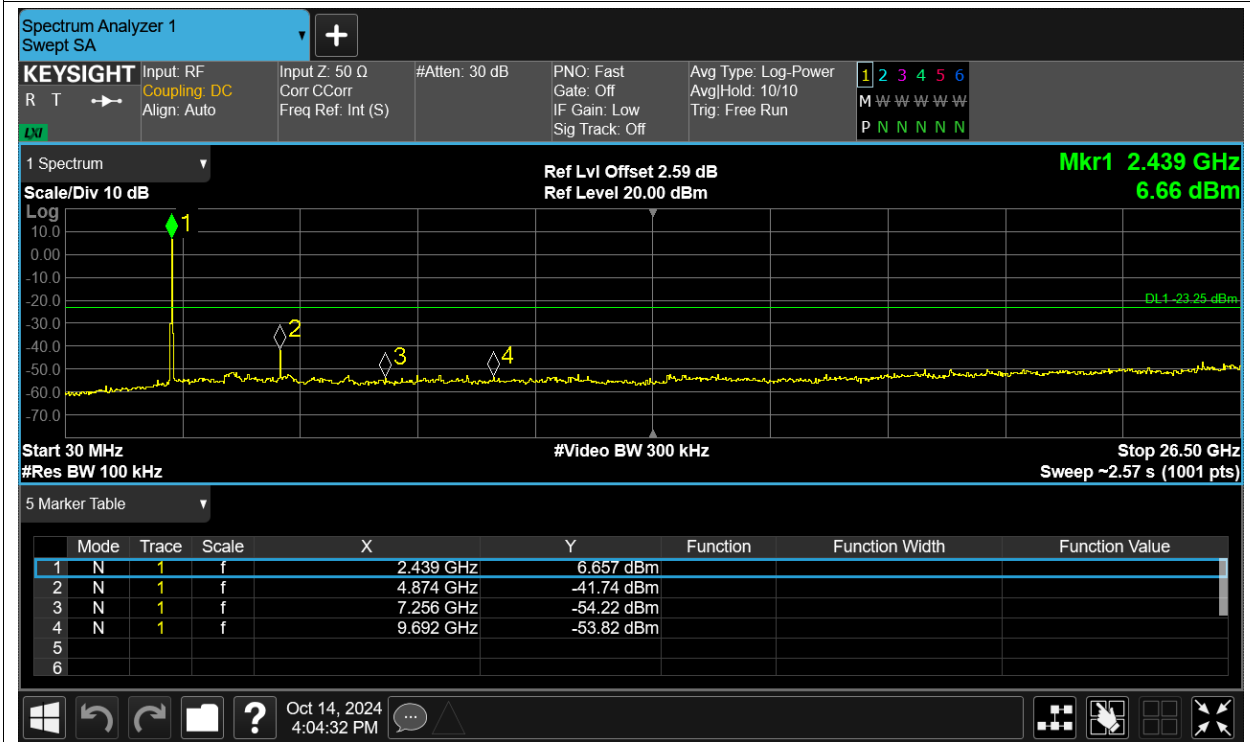 Spectrum Analyzer 1
Swept SA
KEYSIGHT
R T
LXI
Input: RF
Coupling: DC
Align: Auto
Input Z: 50 Ω
Corr CCorr
Freq Ref: Int (S)
#Atten: 30 dB
PNO: Fast
Gate: Off
IF Gain: Low
Sig Track: Off
Avg Type: Log-Power
Avg|Hold: 10/10
Trig: Free Run
1 2 3 4 5 6
M W W W W W
P N N N N N
1 Spectrum
Scale/Div 10 dB
Ref Lvl Offset 2.59 dB
Ref Level 20.00 dBm
Mkr1 2.439 GHz
6.66 dBm
Log
10.0
0.00
-10.0
-20.0
-30.0
-40.0
-50.0
-60.0
-70.0
1
2
3
4
DL1 -23.25 dBm
Start 30 MHz
#Video BW 300 kHz
Stop 26.50 GHz
#Res BW 100 kHz
Sweep ~2.57 s (1001 pts)
5 Marker Table
Mode Trace Scale X Y Function Function Width Function Value
1 N 1 f 2.439 GHz 6.657 dBm
2 N 1 f 4.874 GHz -41.74 dBm
3 N 1 f 7.256 GHz -54.22 dBm
4 N 1 f 9.692 GHz -53.82 dBm
5
6
?
Oct 14, 2024
4:04:32 PM